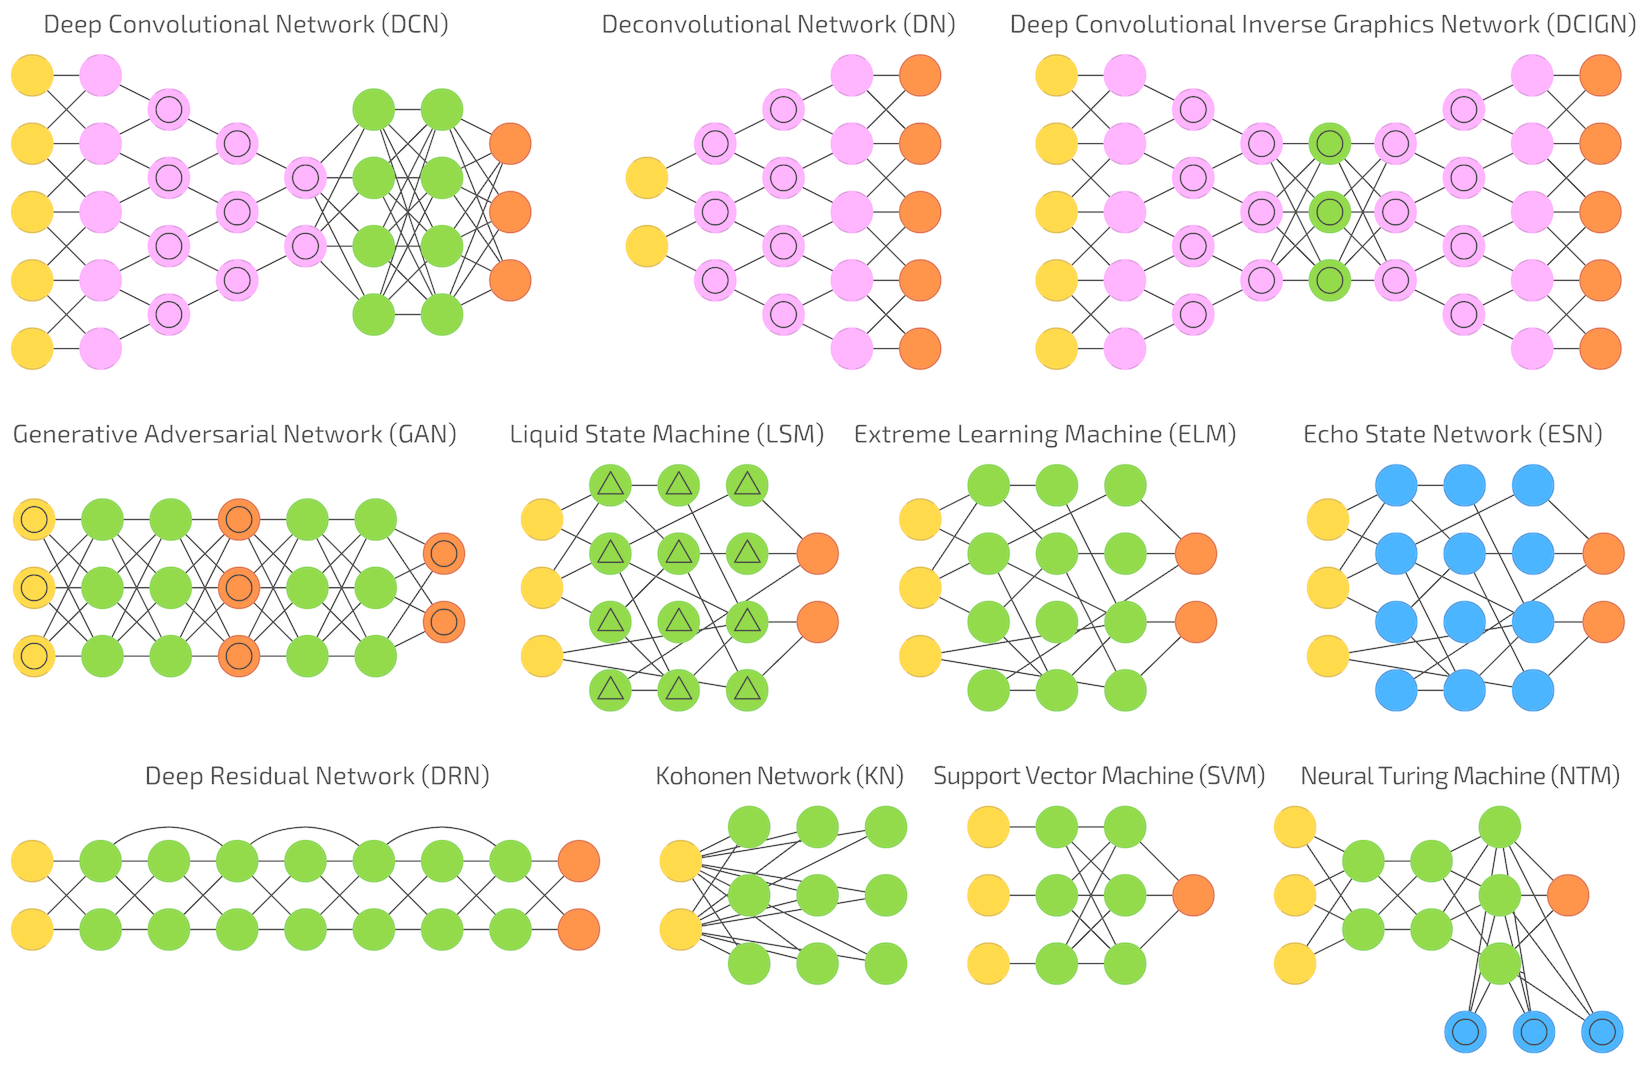 Deep Convolutional Network (DCN)
Deconvolutional Network (DN)
Deep Convolutional Inverse Graphics Network (DCIGN)
Generative Adversarial Network (GAN)
Liquid State Machine (LSM)
Extreme Learning Machine (ELM)
Echo State Network (ESN)
Deep Residual Network (DRN)
Kohonen Network (KN)
Support Vector Machine (SVM)
Neural Turing Machine (NTM)